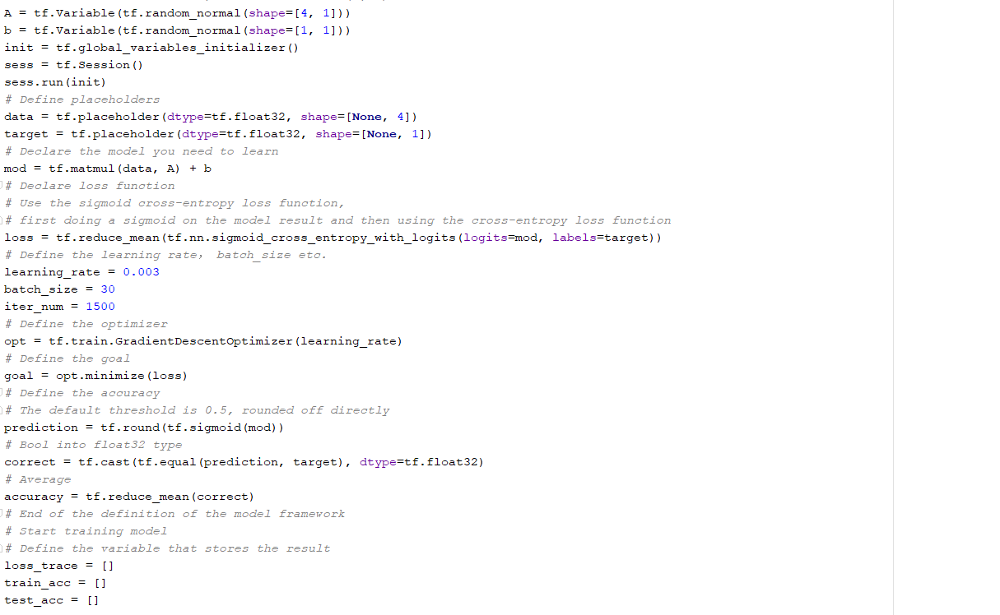 A = tf.Variable(tf.random_normal(shape=[4, 1]))
b = tf.Variable(tf.random_normal(shape=[1, 1]))
init = tf.global_variables_initializer()
sess = tf.Session()
sess.run(init)
# Define placeholders
data = tf.placeholder(dtype=tf.float32, shape=[None, 4])
target = tf.placeholder(dtype=tf.float32, shape=[None, 1])
# Declare the model you need to learn
mod = tf.matmul(data, A) + b
# Declare loss function
# Use the sigmoid cross-entropy loss function,
# first doing a sigmoid on the model result and then using the cross-entropy loss function
loss = tf.reduce_mean(tf.nn.sigmoid_cross_entropy_with_logits(logits=mod, labels=target))
# Define the learning rate， batch_size etc.
learning_rate = 0.003
batch_size = 30
iter_num = 1500
# Define the optimizer
opt = tf.train.GradientDescentOptimizer(learning_rate)
# Define the goal
goal = opt.minimize(loss)
# Define the accuracy
# The default threshold is 0.5, rounded off directly
prediction = tf.round(tf.sigmoid(mod))
# Bool into float32 type
correct = tf.cast(tf.equal(prediction, target), dtype=tf.float32)
# Average
accuracy = tf.reduce_mean(correct)
# End of the definition of the model framework
# Start training model
# Define the variable that stores the result
loss_trace = []
train_acc = []
test_acc = []